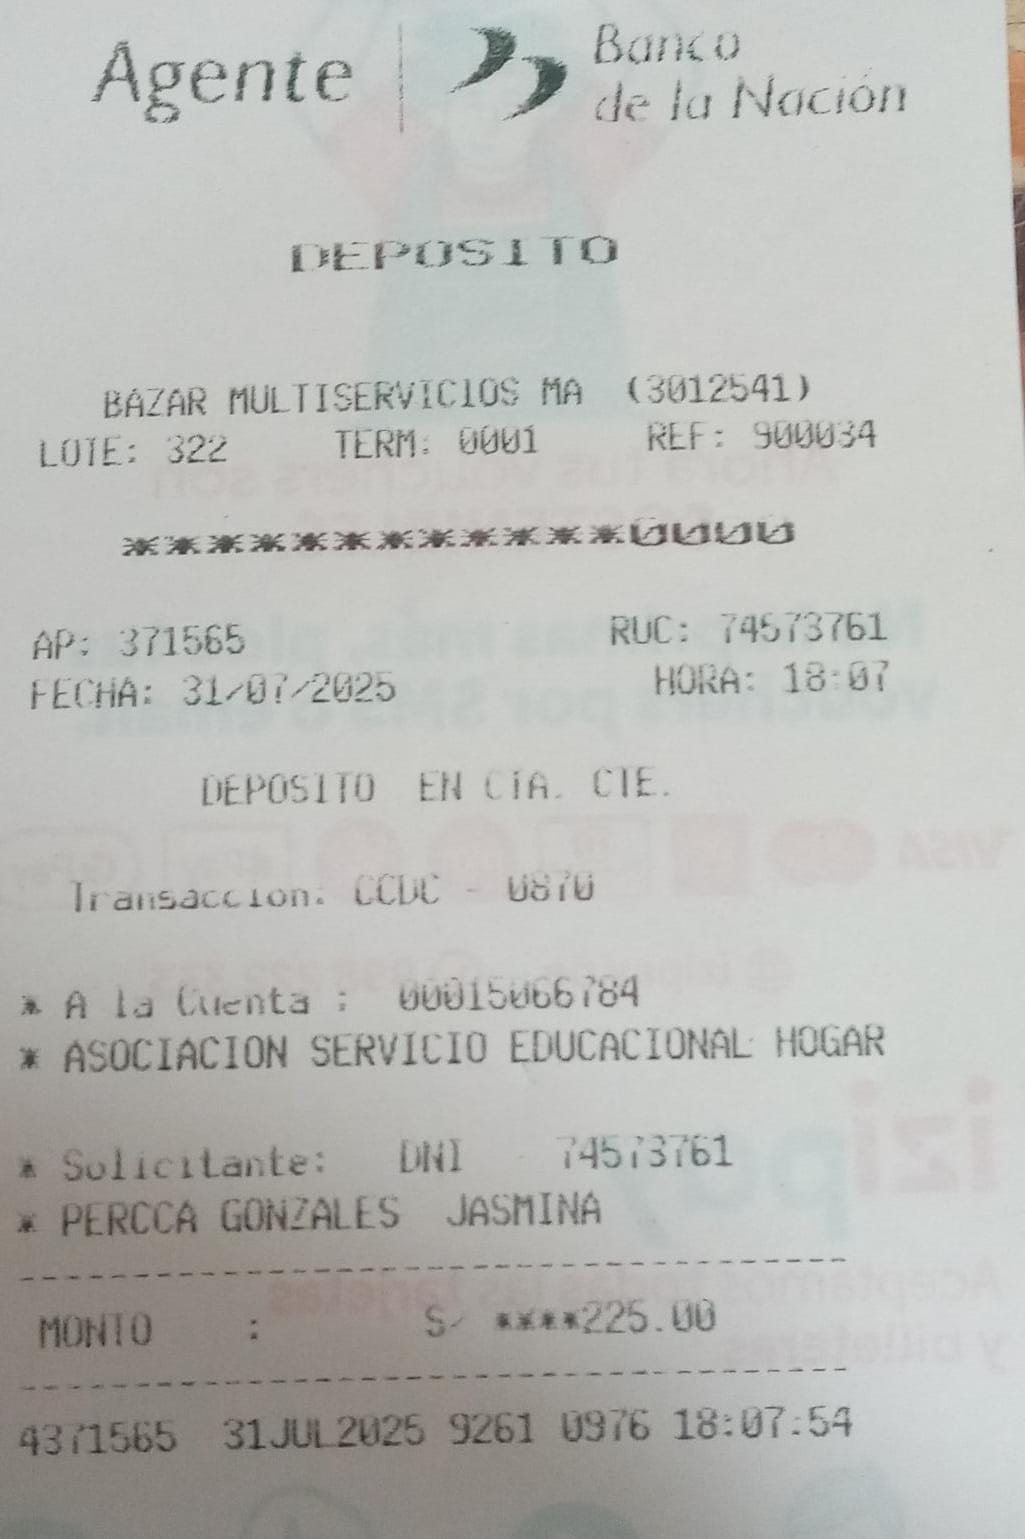 Agente | Banco de la Nación
DEPOSITO
BAZAR MULTISERVICIOS MA (3012541)
LOTE: 322 TERM: 0001 REF: 900034
************0000
AP: 371565 RUC: 74573761
FECHA: 31/07/2025 HORA: 18:07
DEPOSITO EN CTA. CTE.
Transaccion: CCDC - 0870
* A la Cuenta : 00015066784
* ASOCIACION SERVICIO EDUCACIONAL HOGAR
* Solicitante: DNI 74573761
* PERCCA GONZALES JASMINA
MONTO : S/ ****225.00
4371565 31JUL2025 9261 0976 18:07:54